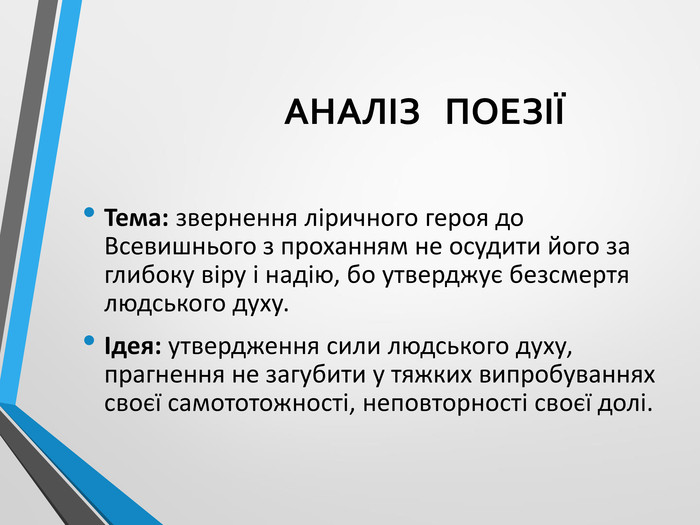 АНАЛІЗ ПОЕЗІЇ
• Тема: звернення ліричного героя до
Всевишнього з проханням не осудити його за
глибоку віру і надію, бо утверджує безсмертя
людського духу.
• Ідея: утвердження сили людського духу,
прагнення не загубити у тяжких випробуваннях
своєї самототожності, неповторності своєї долі.